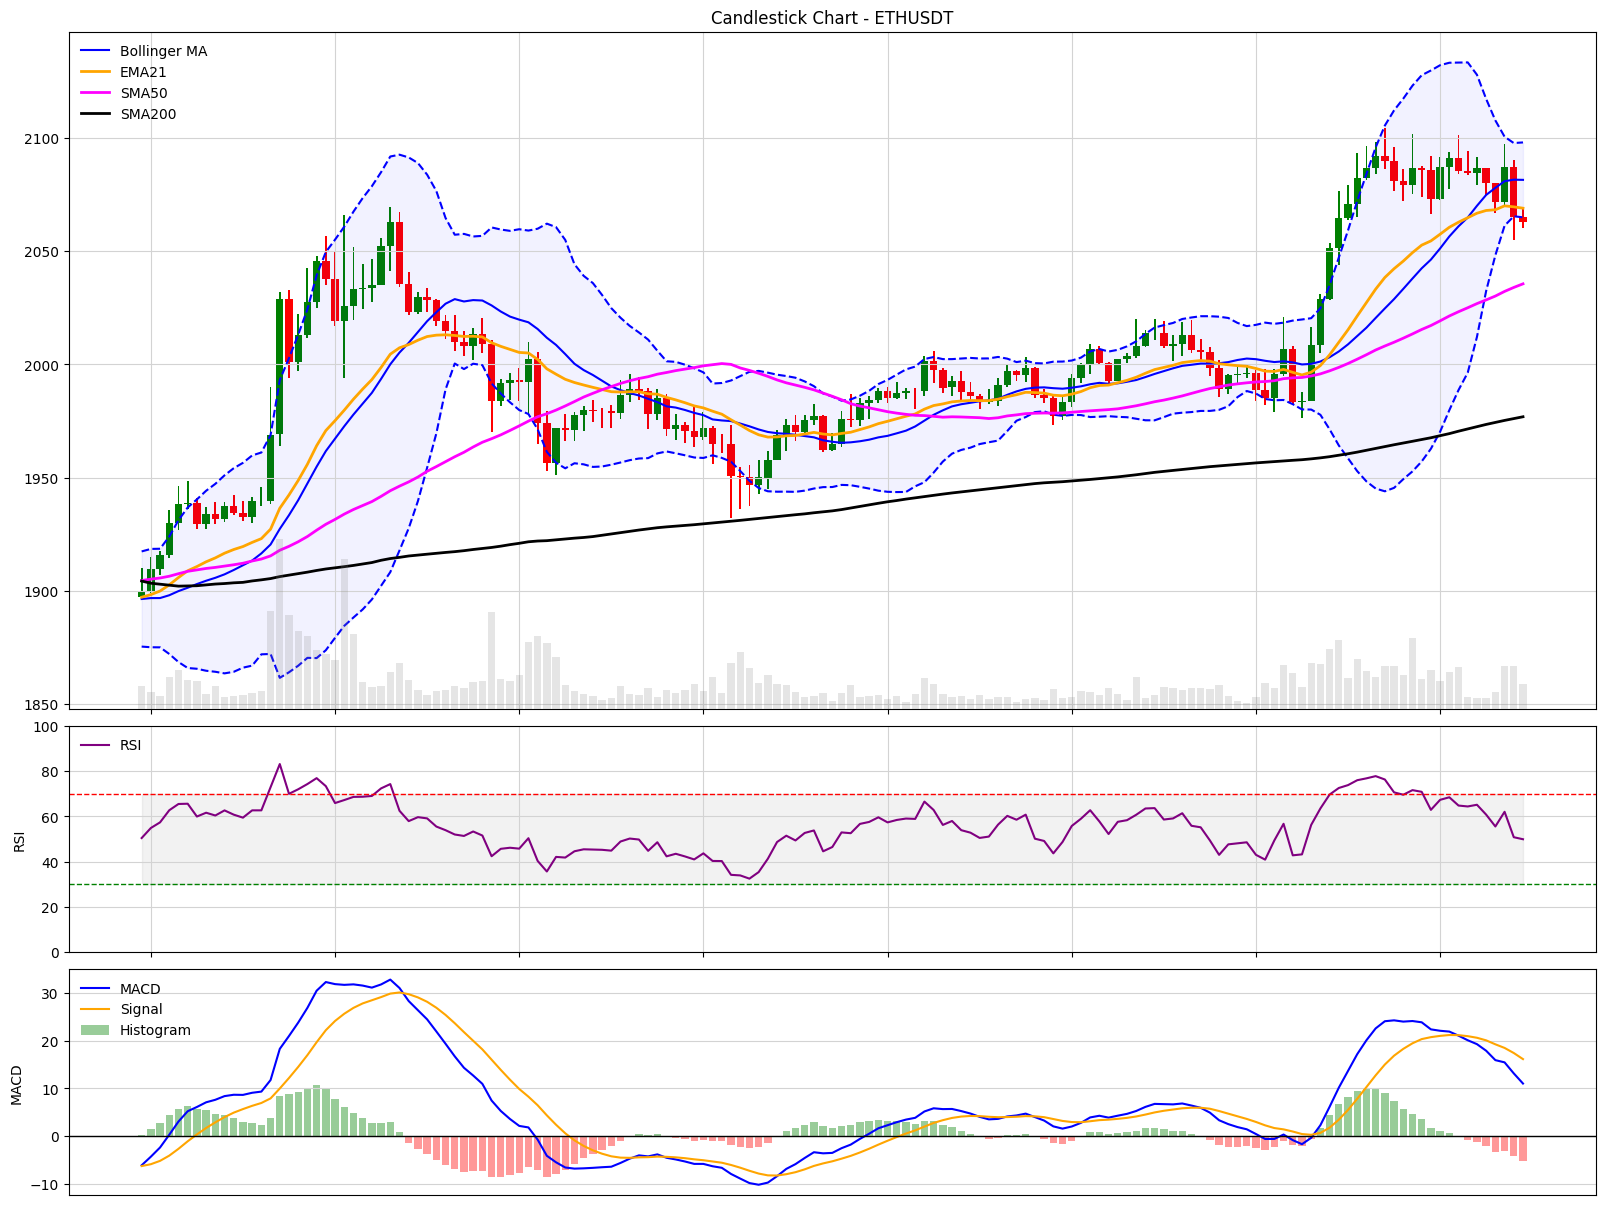 Candlestick Chart - ETHUSDT
Bollinger MA
EMA21
SMA50
SMA200
2100
2050
2000
1950
1900
1850
RSI
100
80
60
40
20
0
RSI
MACD
Signal
Histogram
30
20
10
0
−10
MACD